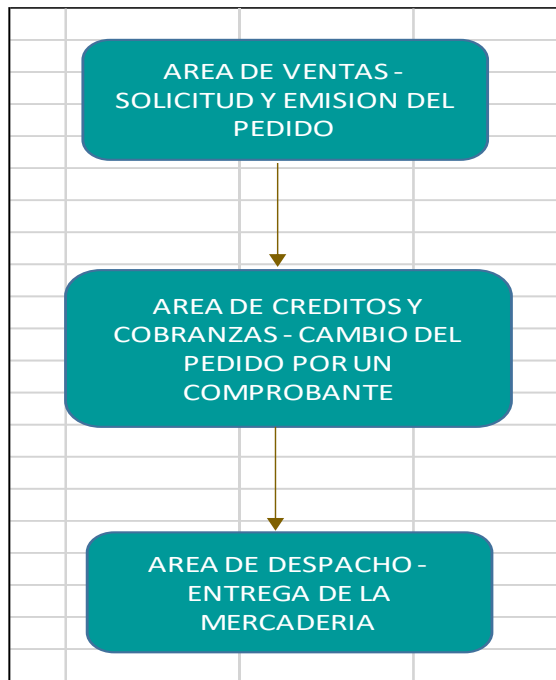 AREA DE VENTAS -
SOLICITUD Y EMISION DEL
PEDIDO
AREA DE CREDITOS Y
COBRANZAS - CAMBIO DEL
PEDIDO POR UN
COMPROBANTE
AREA DE DESPACHO -
ENTREGA DE LA
MERCADERIA